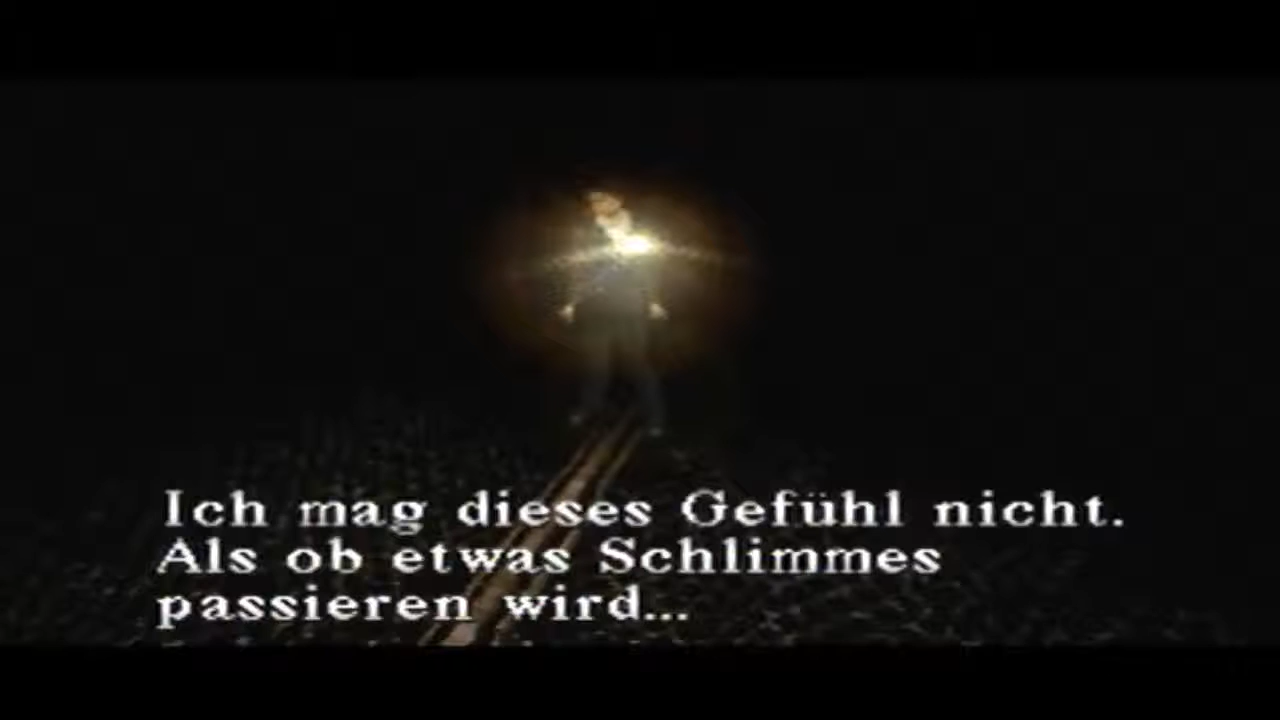 Ich mag dieses Gefühl nicht.
Als ob etwas Schlimmes
passieren wird...